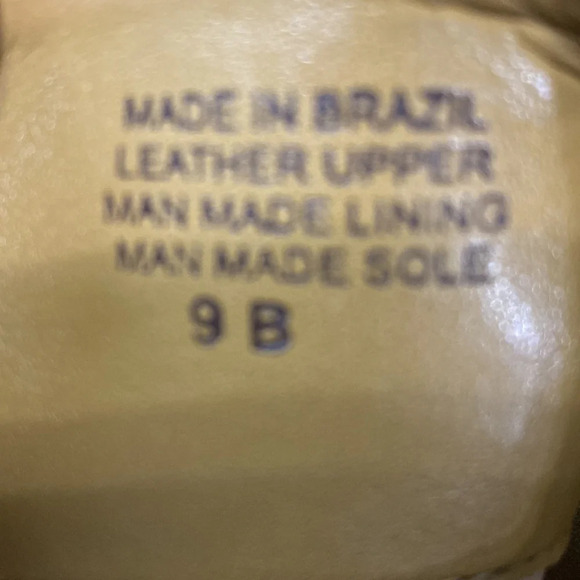 MADE IN BRAZIL
LEATHER UPPER
MAN MADE LINING
MAN MADE SOLE
9 B